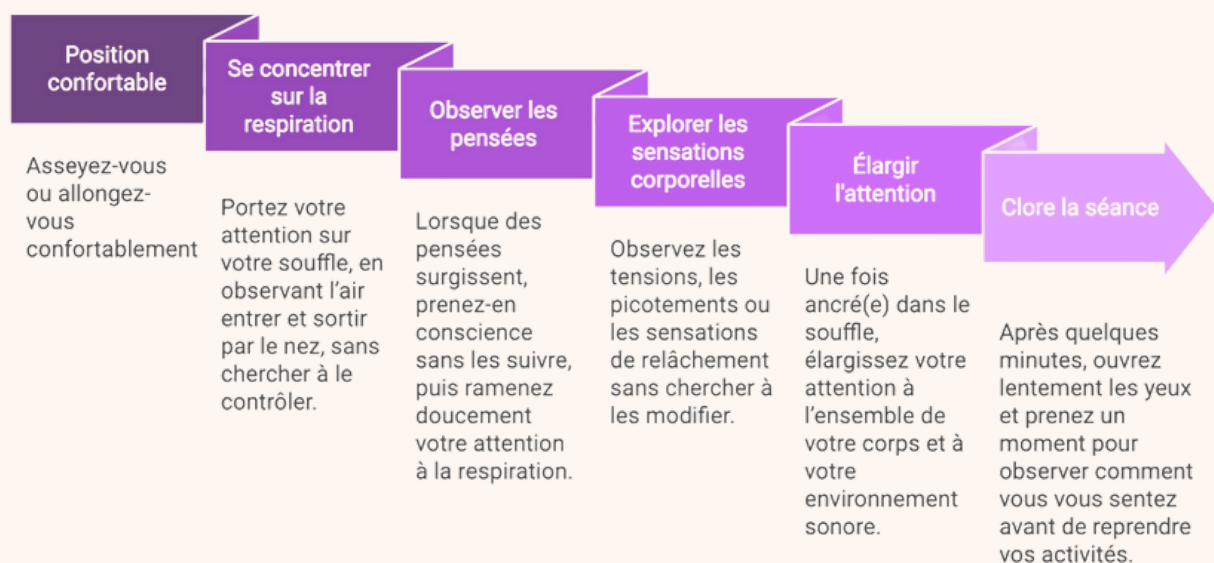 Position
confortable
Asseyez-vous
ou allongez-
vous
confortablement
Se concentrer
sur la
respiration
Portez votre
attention sur
votre souffle, en
observant l'air
entrer et sortir
par le nez, sans
chercher à le
contrôler.
Observer les
pensées
Lorsque des
pensées
surgissent,
prenez-en
conscience
sans les suivre,
puis ramenez
doucement
votre attention
à la respiration.
Explorer les
sensations
corporelles
Observez les
tensions, les
picotements ou
les sensations
de relâchement
sans chercher à
les modifier.
Élargir
l'attention
Une fois
ancré(e) dans le
souffle,
élargissez votre
attention à
l'ensemble de
votre corps et à
votre
environnement
sonore.
Clore la séance
Après quelques
minutes, ouvrez
lentement les yeux
et prenez un
moment pour
observer comment
vous vous sentez
avant de reprendre
vos activités.